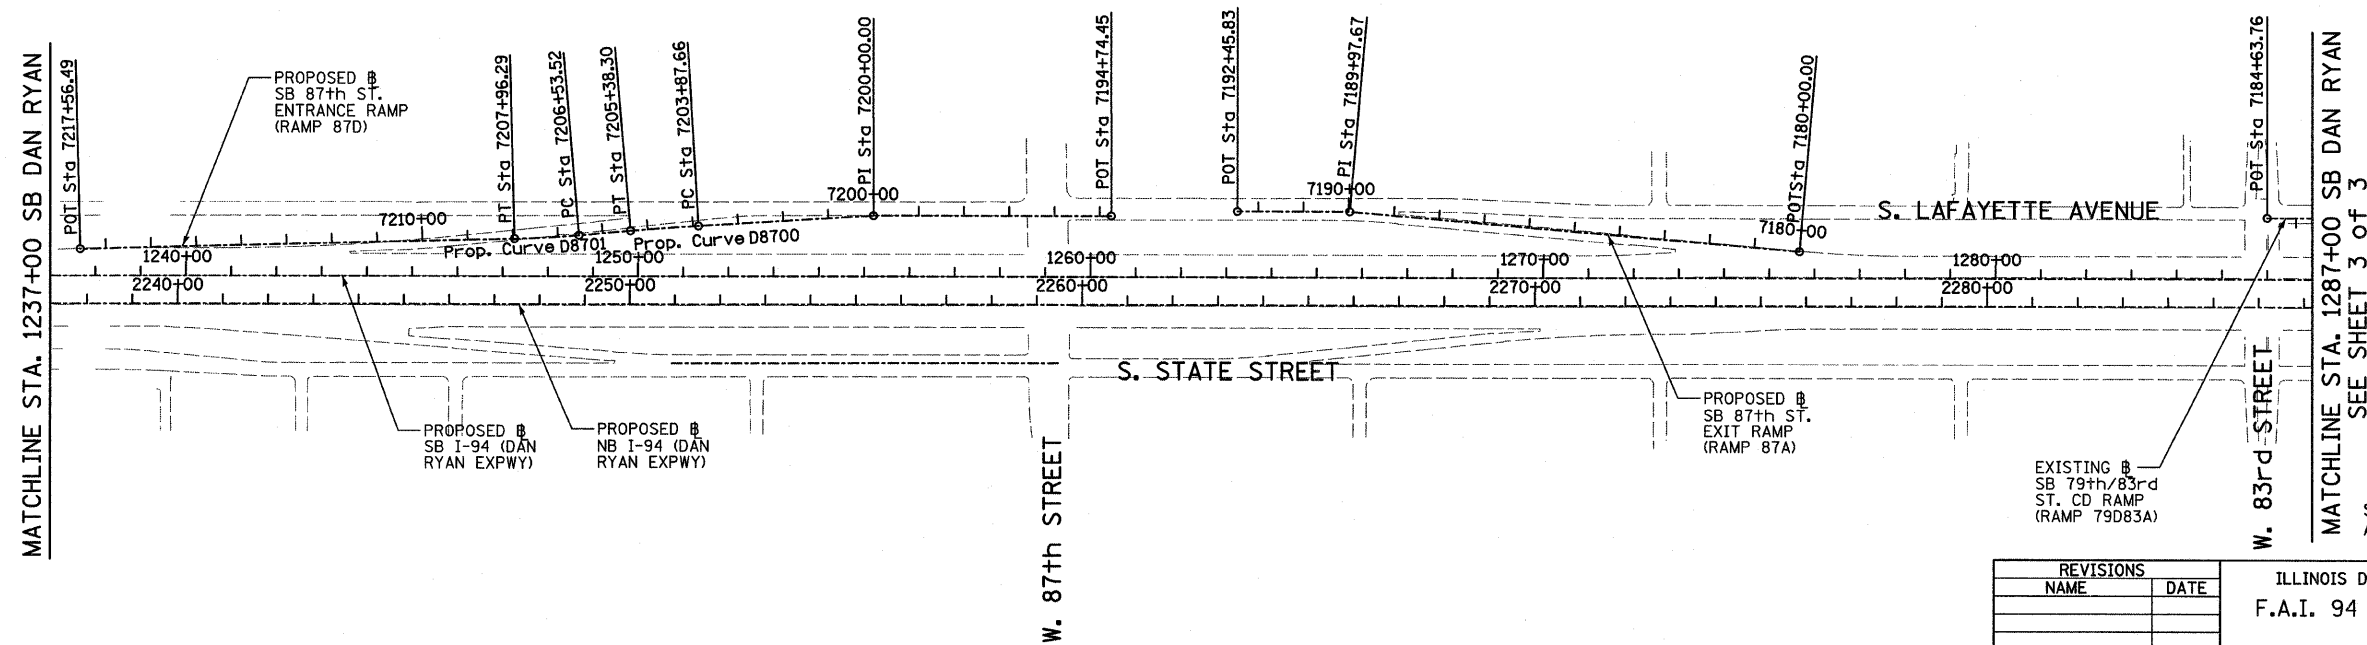 MATCHLINE STA. 1237+00 SB DAN RYAN
POT Sta 7217+56.49
PROPOSED B
SB 87th ST.
ENTRANCE RAMP
(RAMP 87D)
PT Sta 7207+96.29
PC Sta 7206+53.52
PT Sta 7205+38.30
PC Sta 7203+87.66
PI Sta 7200+00.00
POT Sta 7194+74.45
POT Sta 7192+45.83
PI Sta 7189+97.67
POTSta 7180+00.00
POT Sta 7184+63.76
MATCHLINE STA. 1287+00 SB DAN RYAN
SEE SHEET 3 of 3
7210+00
7200+00
7190+00
7180+00
S. LAFAYETTE AVENUE
Prop. Curve D8701
Prop. Curve D8700
1240+00
1250+00
1260+00
1270+00
1280+00
2240+00
2250+00
2260+00
2270+00
2280+00
S. STATE STREET
PROPOSED B
SB I-94 (DAN
RYAN EXPWY)
PROPOSED B
NB I-94 (DAN
RYAN EXPWY)
W. 87th STREET
PROPOSED B
SB 87th ST.
EXIT RAMP
(RAMP 87A)
EXISTING B
SB 79th/83rd
ST. CD RAMP
(RAMP 79D83A)
W. 83rd STREET
REVISIONS
NAME DATE
ILLINOIS D
F.A.I. 94